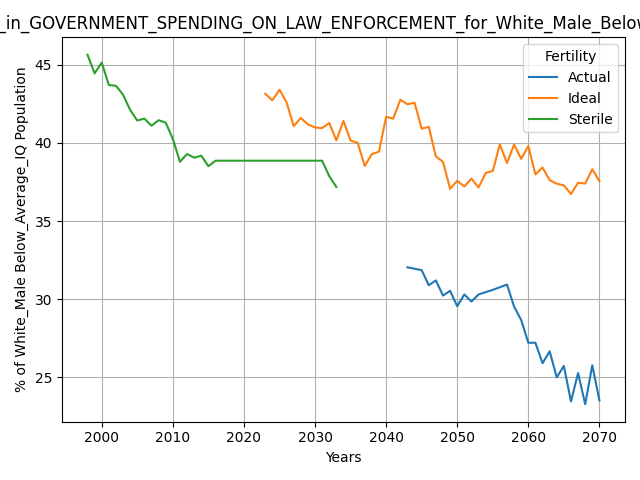 _in_GOVERNMENT_SPENDING_ON_LAW_ENFORCEMENT_for_White_Male_Below
Fertility
Actual
Ideal
Sterile
% of White_Male Below_Average_IQ Population
45
40
35
30
25
2000 2010 2020 2030 2040 2050 2060 2070
Years